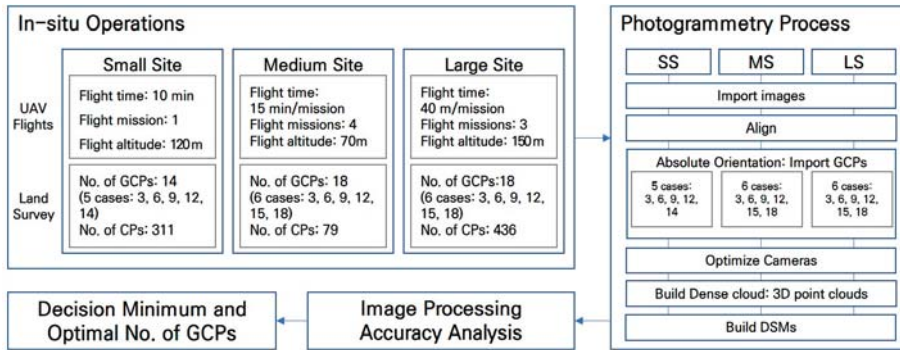 In-situ Operations
UAV
Flights
Land
Survey
Small Site
Flight time: 10 min
Flight mission: 1
Flight altitude: 120m
No. of GCPs: 14
(5 cases: 3, 6, 9, 12,
14)
No. of CPs: 311
Medium Site
Flight time:
15 min/mission
Flight missions: 4
Flight altitude: 70m
No. of GCPs: 18
(6 cases: 3, 6, 9, 12,
15, 18)
No. of CPs: 79
Large Site
Flight time:
40 m/mission
Flight missions: 3
Flight altitude: 150m
No. of GCPs:18
(6 cases: 3, 6, 9, 12,
15, 18)
No. of CPs: 436
Photogrammetry Process
SS
MS
LS
Import images
Align
Absolute Orientation: Import GCPs
5 cases:
3, 6, 9, 12,
14
6 cases:
3, 6, 9, 12,
15, 18
6 cases:
3, 6, 9, 12,
15, 18
Optimize Cameras
Build Dense cloud: 3D point clouds
Build DSMs
Image Processing
Accuracy Analysis
Decision Minimum and
Optimal No. of GCPs